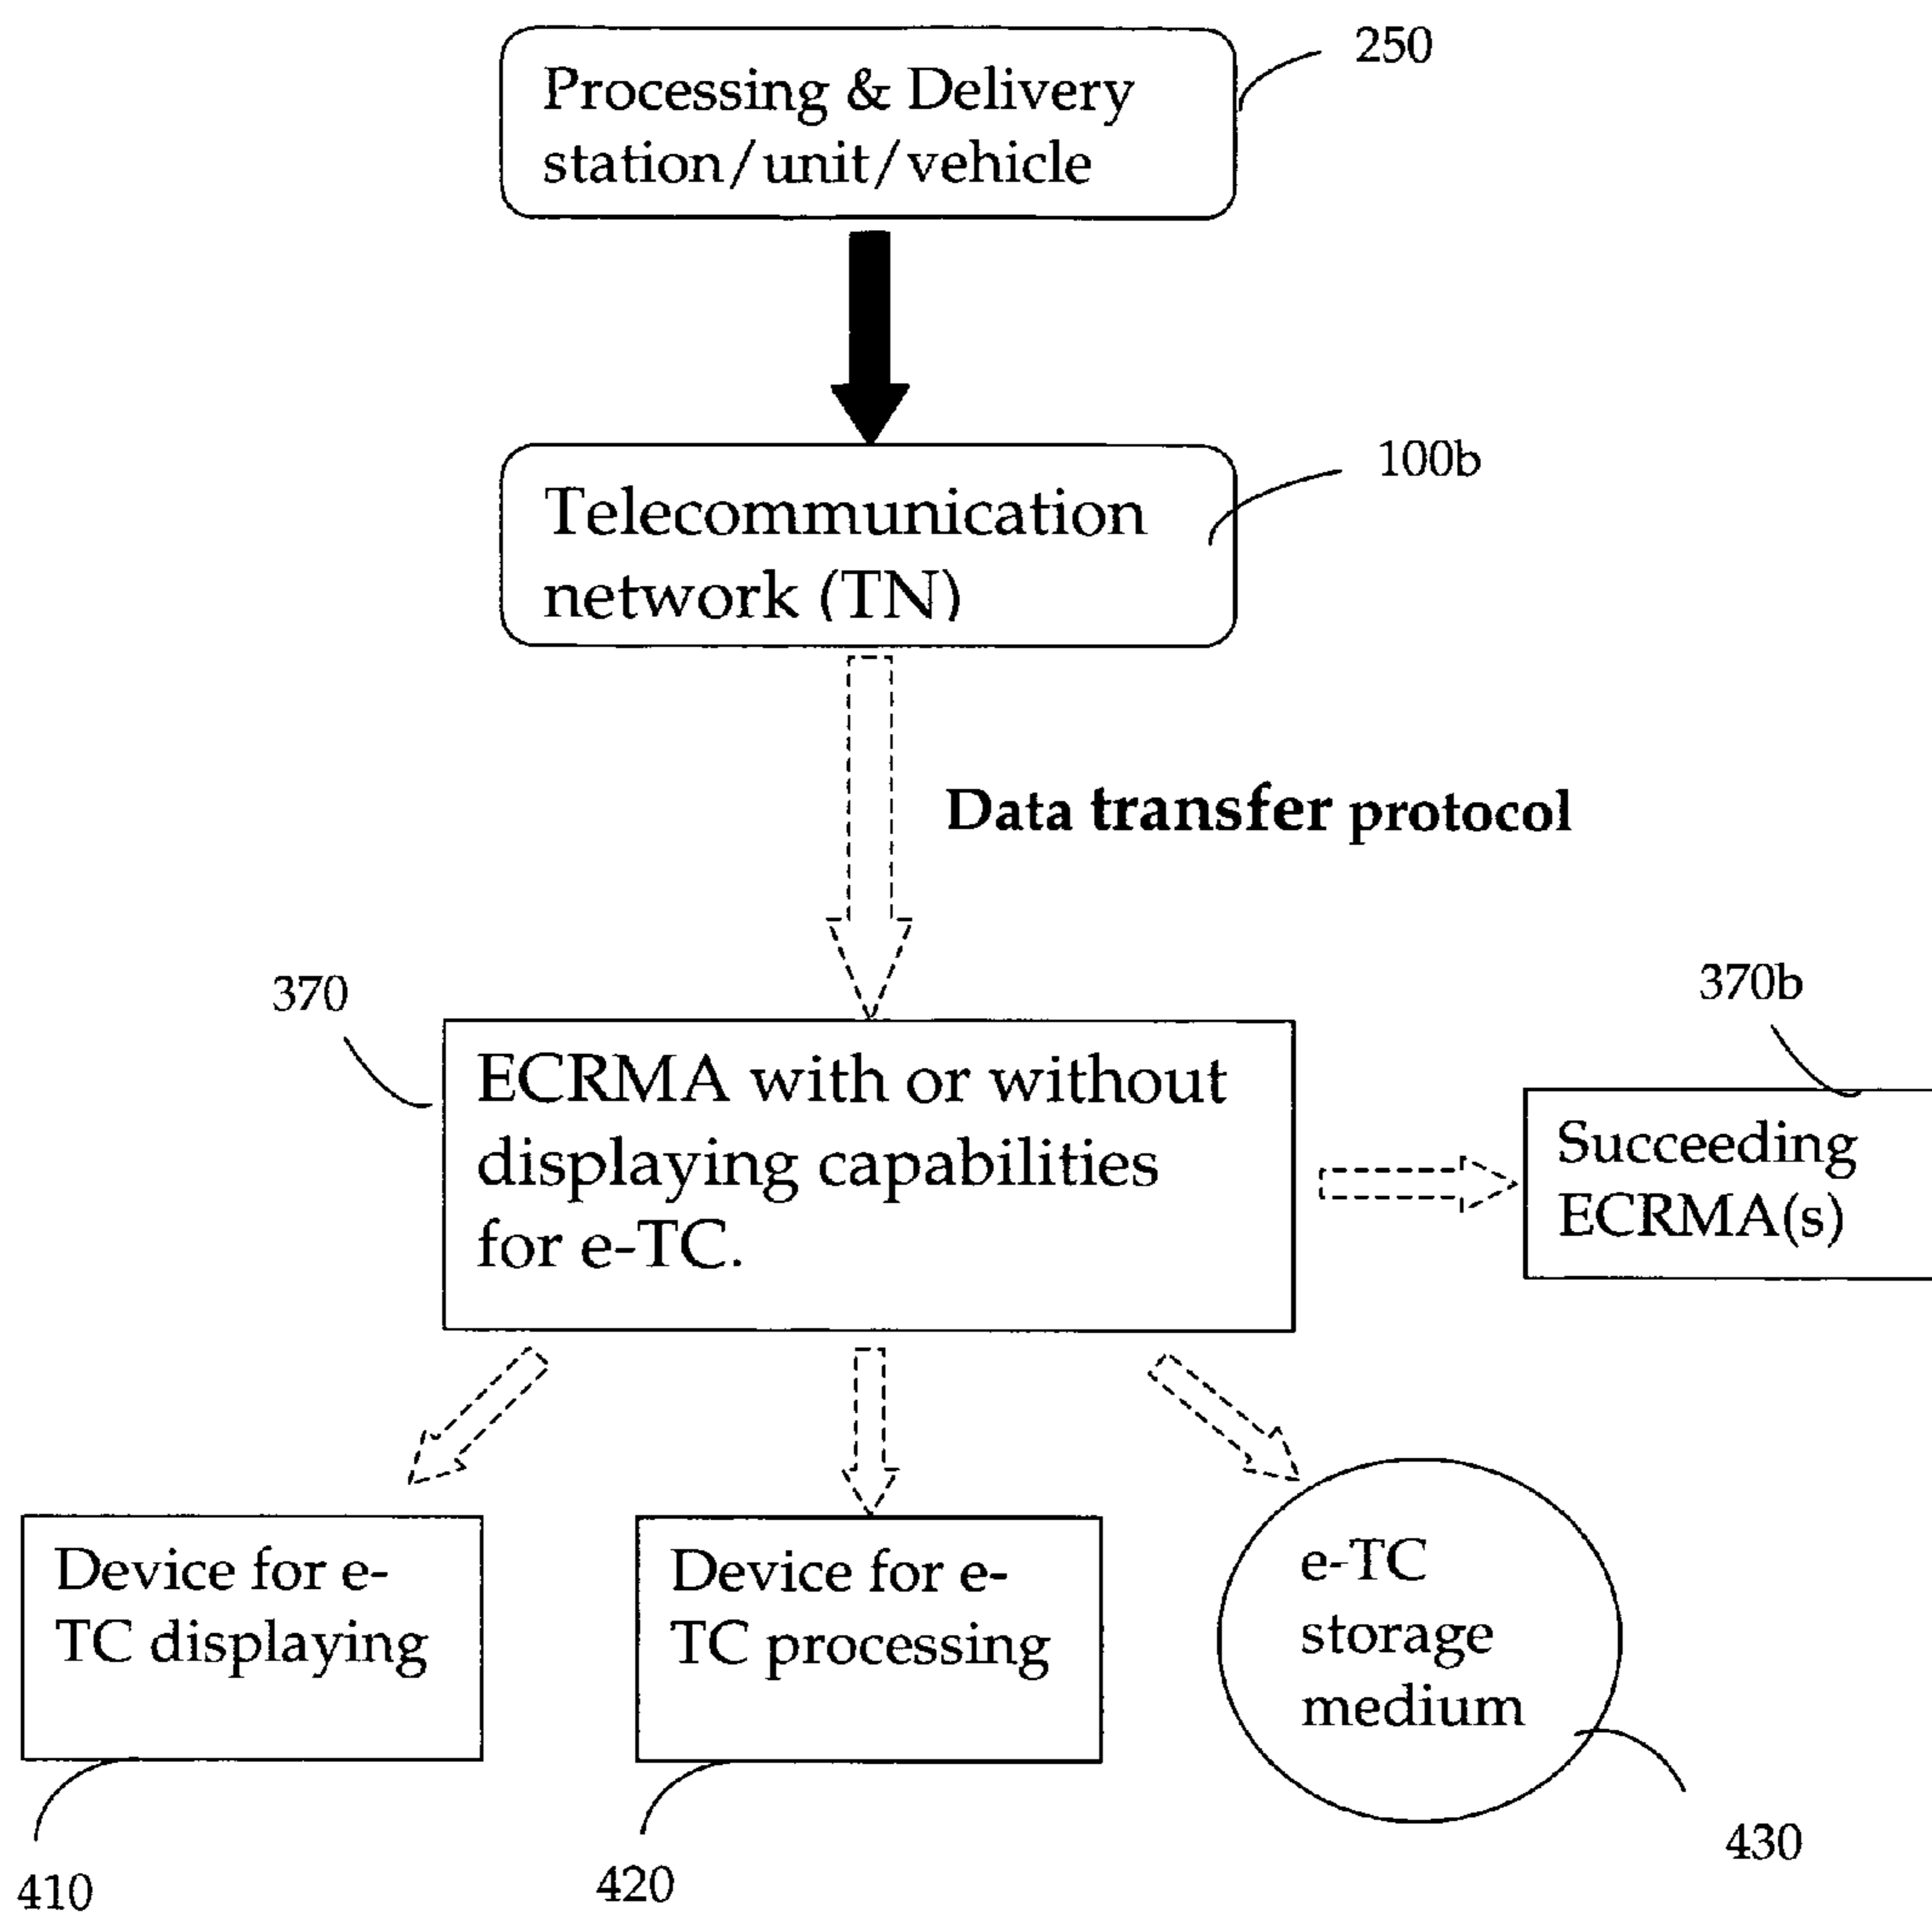 250
Processing & Delivery
station/unit/vehicle
100b
Telecommunication
network (TN)
Data transfer protocol
370
370b
ECRMA with or without
displaying capabilities
for e-TC.
Succeeding
ECRMA(s)
Device for e-
TC displaying
Device for e-
TC processing
e-TC
storage
medium
410
420
430